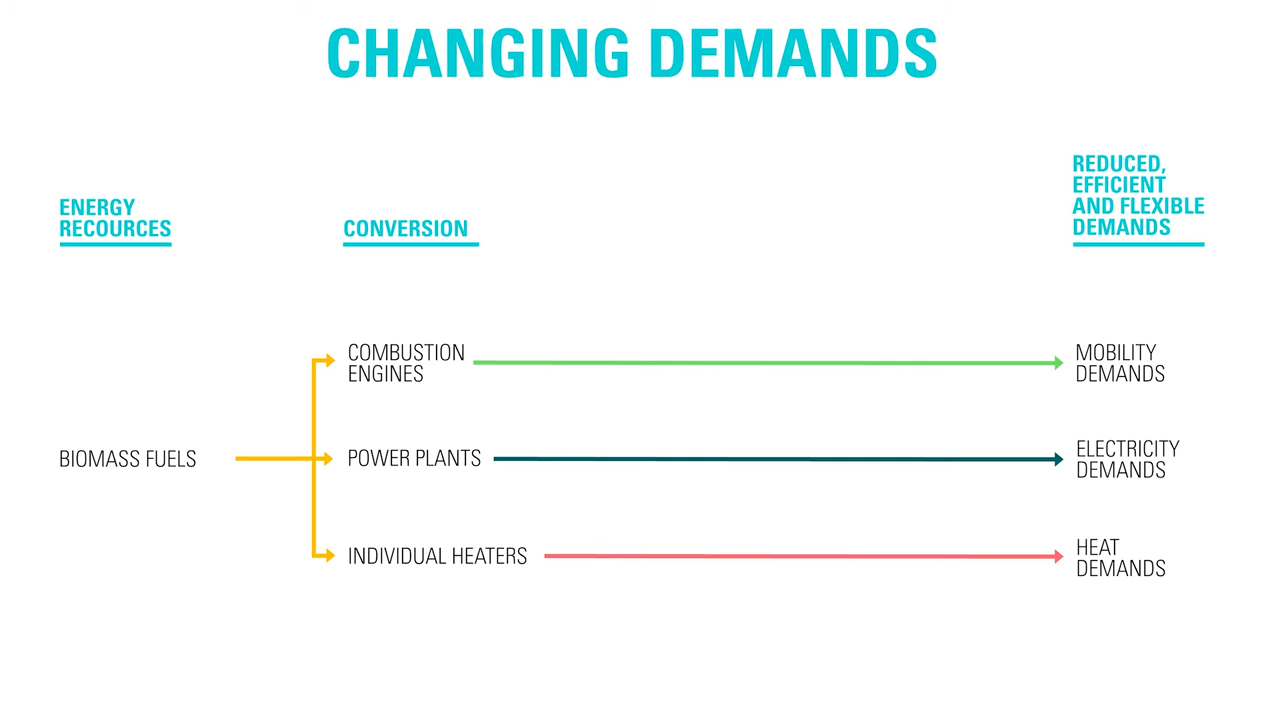 CHANGING DEMANDS
ENERGY
RECOURCES
CONVERSION
REDUCED,
EFFICIENT
AND FLEXIBLE
DEMANDS
COMBUSTION
ENGINES
MOBILITY
DEMANDS
BIOMASS FUELS
POWER PLANTS
ELECTRICITY
DEMANDS
INDIVIDUAL HEATERS
HEAT
DEMANDS